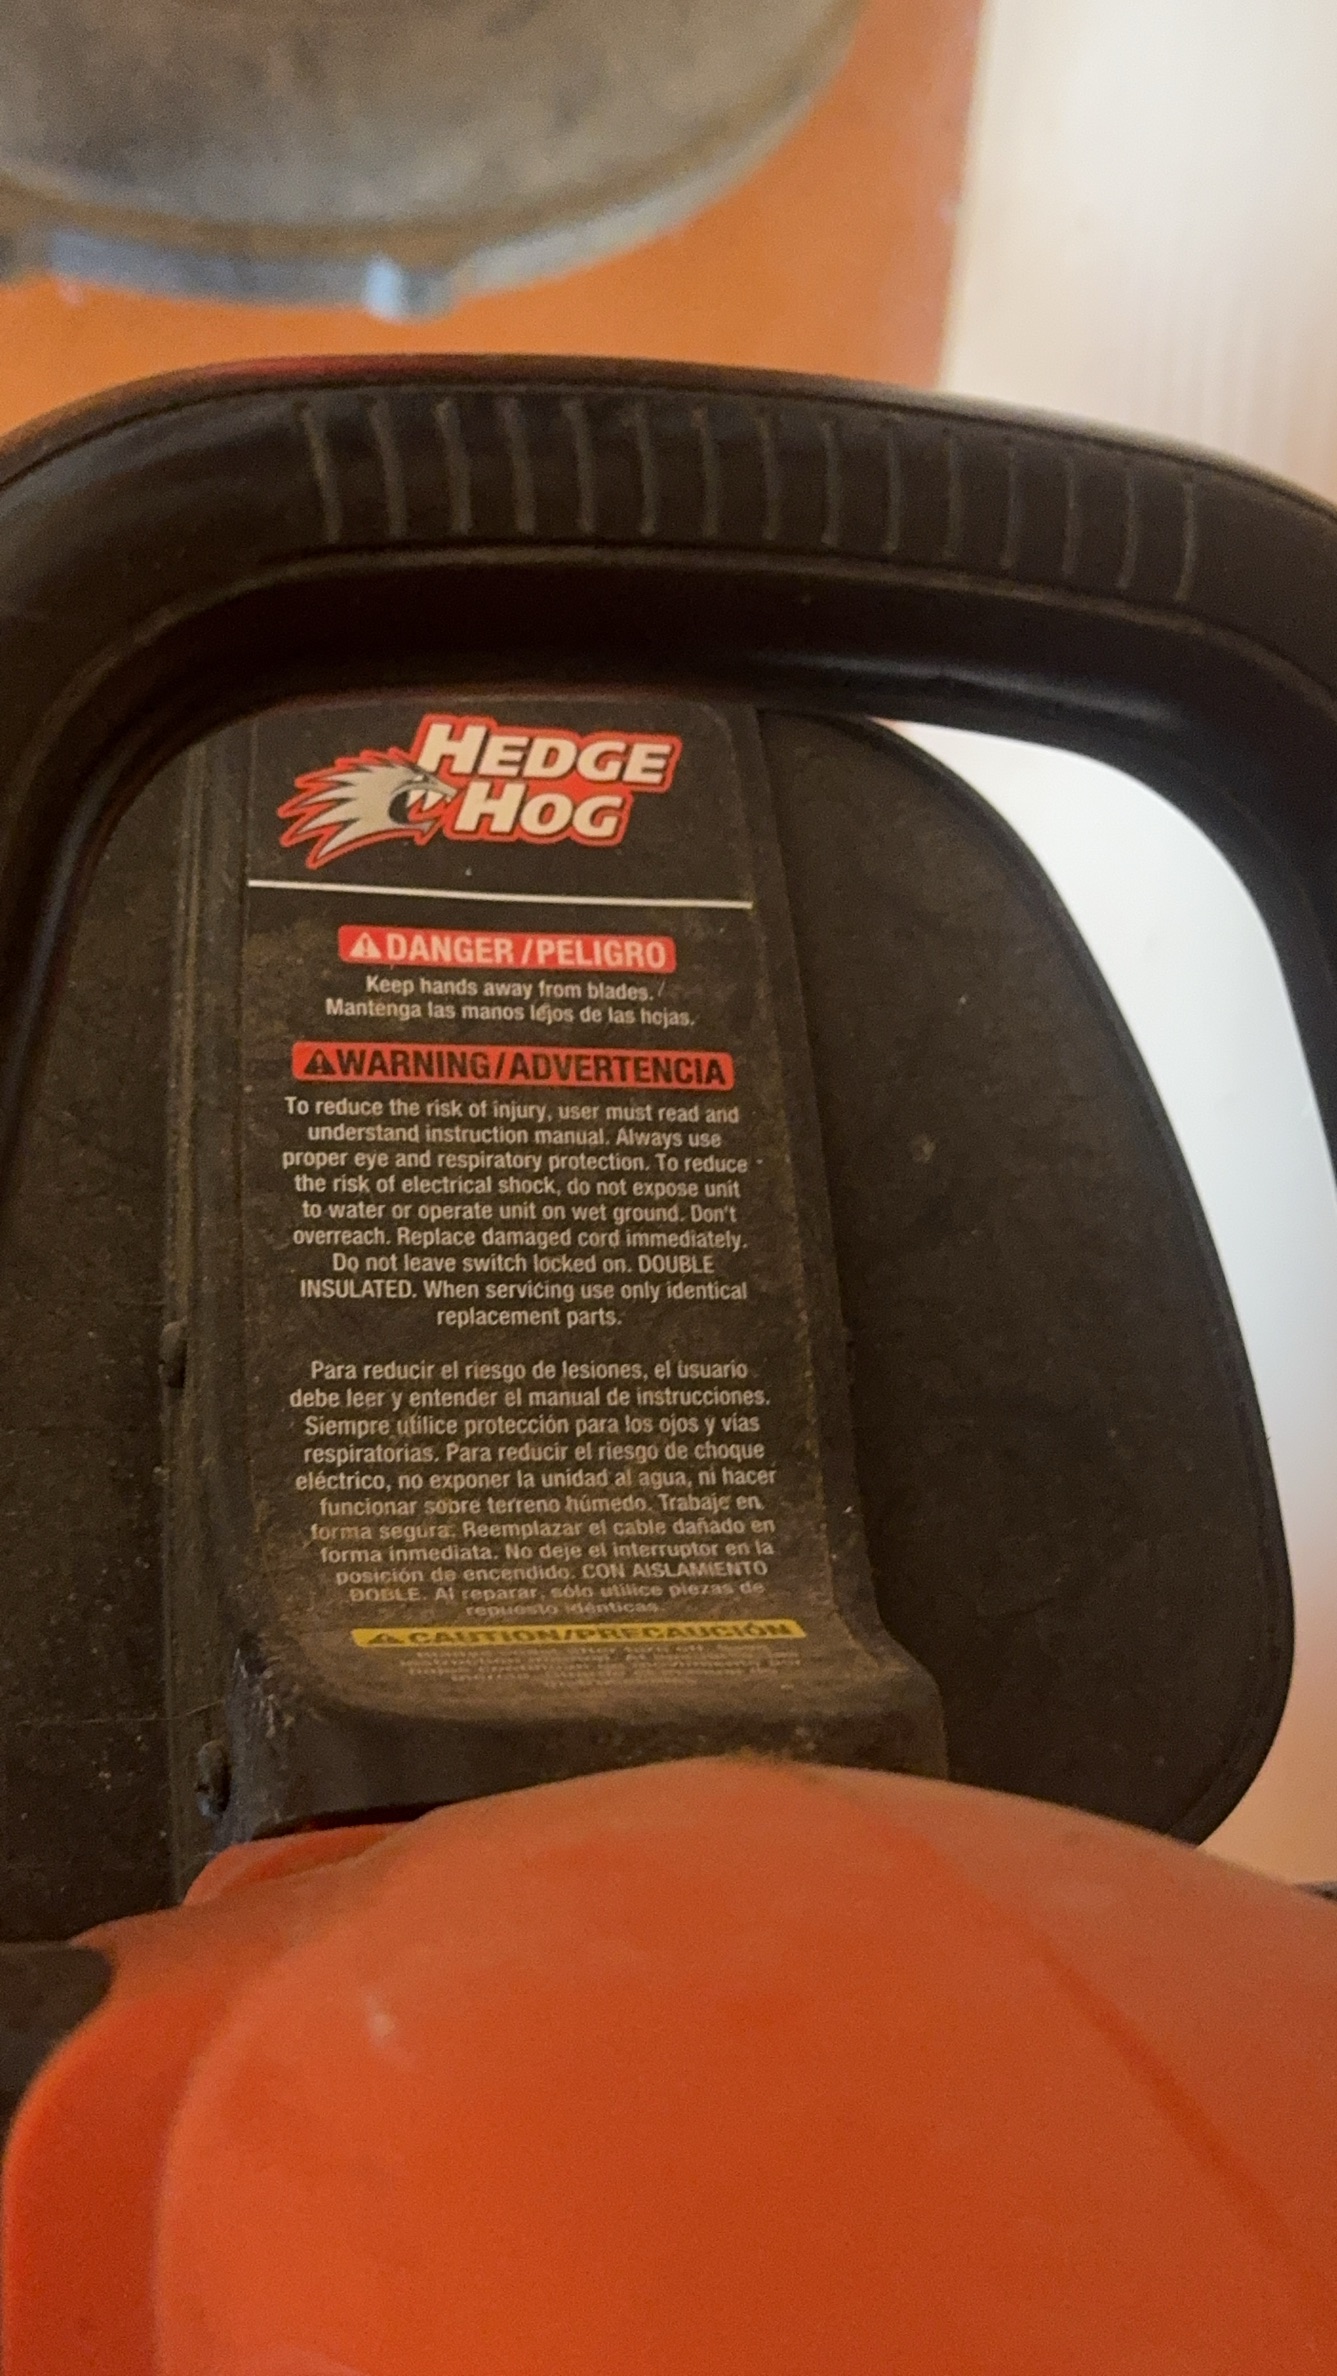 HEDGE
HOG
DANGER/PELIGRO
Keep hands away from blades./
Mantenga las manos lejos de las hojas.
WARNING/ADVERTENCIA
To reduce the risk of injury, user must read and
understand instruction manual. Always use
proper eye and respiratory protection. To reduce
the risk of electrical shock, do not expose unit
to water or operate unit on wet ground. Don't
overreach. Replace damaged cord immediately.
Do not leave switch locked on. DOUBLE
INSULATED. When servicing use only identical
replacement parts.
Para reducir el riesgo de lesiones, el usuario
debe leer y entender el manual de instrucciones.
Siempre utilice protección para los ojos y vías
respiratorias. Para reducir el riesgo de choque
eléctrico, no exponer la unidad al agua, ni hacer
funcionar sobre terreno húmedo. Trabaje en
forma segura. Reemplazar el cable dañado en
forma inmediata. No deje el interruptor en la
posición de encendido. CON AISLAMIENTO
DOBLE. Al reparar, sólo utilice piezas de
repuesto idénticas.
CAUTION/PRECAUCIÓN